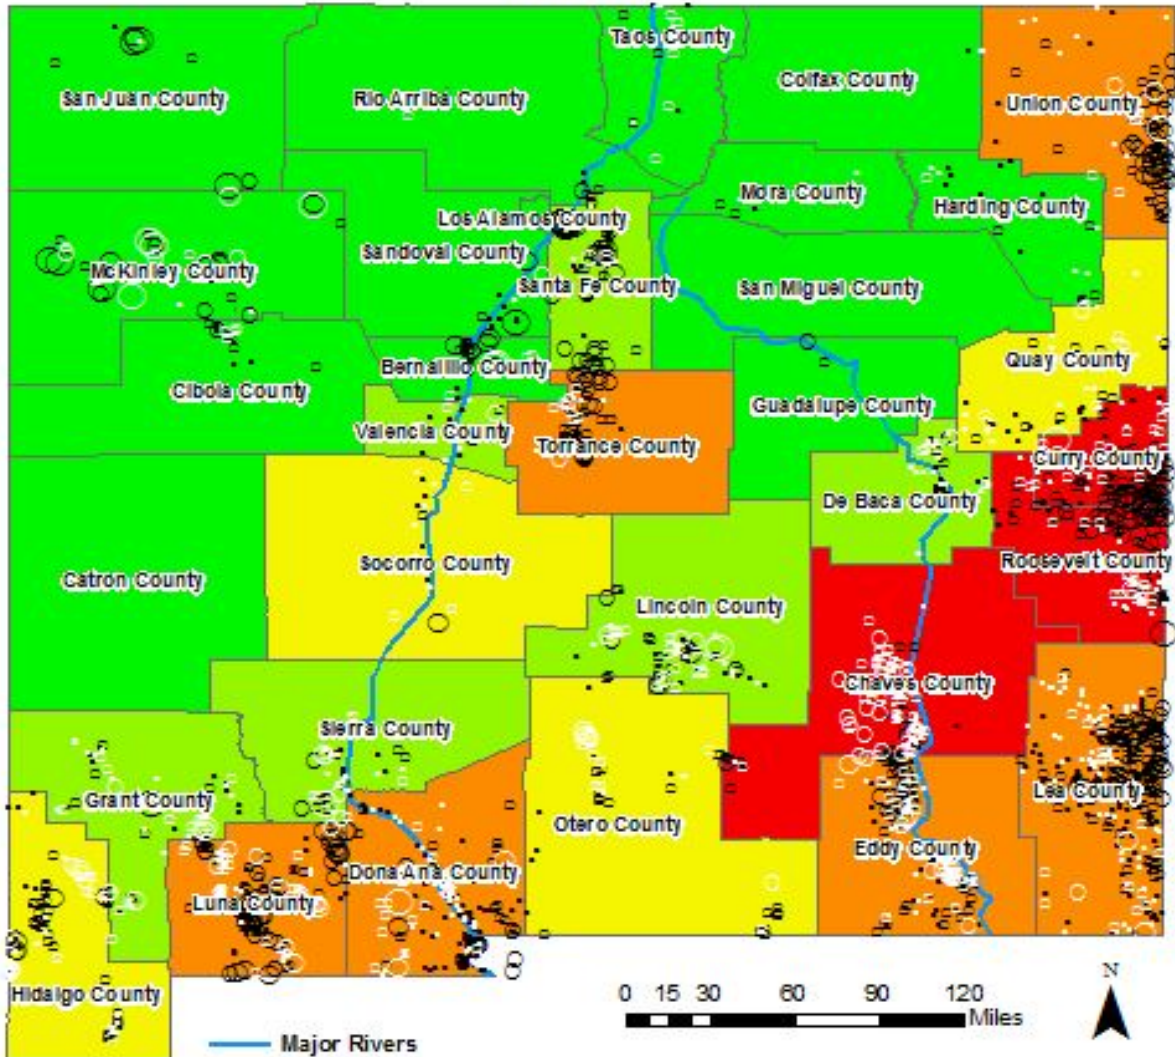 Taos County
Colfax County
San Juan County
Rio Arriba County
Union County
Mora County
Harding County
Los Alamos County
Sandoval County
McKinley County
Santa Fe County
San Miguel County
Quay County
Bernalillo County
Cibola County
Guadalupe County
Valencia County
Torrance County
Curry County
De Baca County
Socorro County
Roosevelt County
Catron County
Lincoln County
Chaves County
Sierra County
Grant County
Lea County
Otero County
Eddy County
Dona Ana County
Luna County
Hidalgo County
N
0 15 30 60 90 120
Miles
Major Rivers